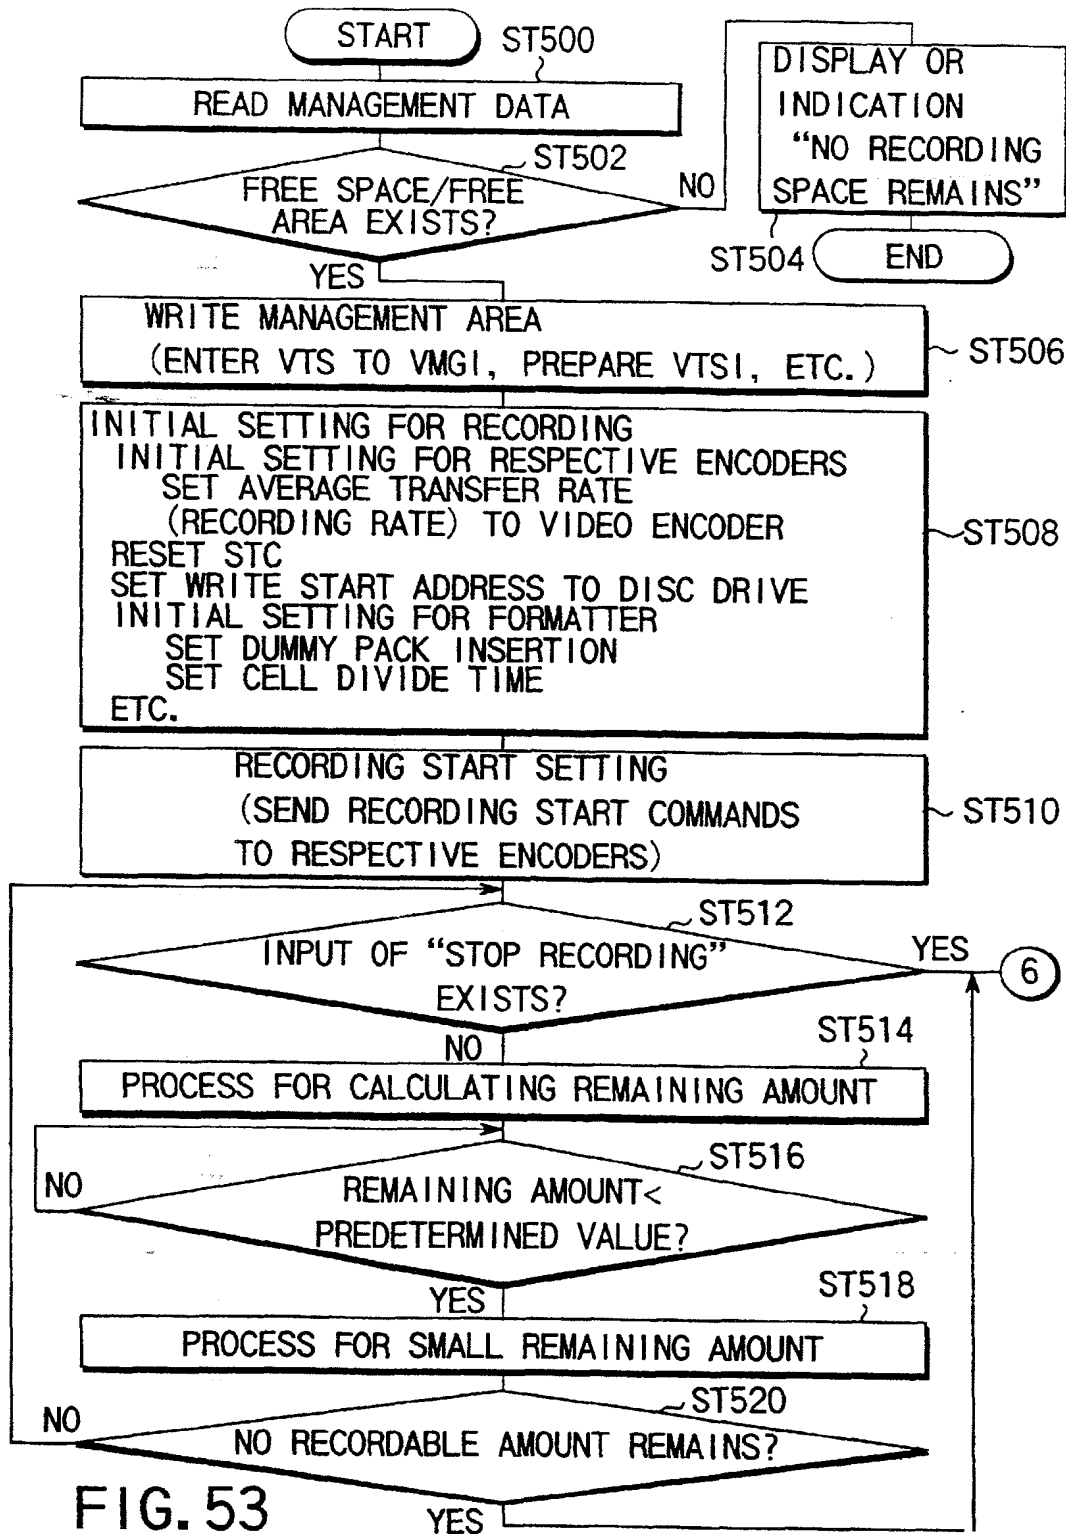 START
ST500
READ MANAGEMENT DATA
ST502
FREE SPACE/FREE
AREA EXISTS?
NO
DISPLAY OR
INDICATION
“NO RECORDING
SPACE REMAINS”
ST504
END
YES
WRITE MANAGEMENT AREA
(ENTER VTS TO VMGI, PREPARE VTSI, ETC.)
ST506
INITIAL SETTING FOR RECORDING
INITIAL SETTING FOR RESPECTIVE ENCODERS
SET AVERAGE TRANSFER RATE
(RECORDING RATE) TO VIDEO ENCODER
RESET STC
SET WRITE START ADDRESS TO DISC DRIVE
INITIAL SETTING FOR FORMATTER
SET DUMMY PACK INSERTION
SET CELL DIVIDE TIME
ETC.
ST508
RECORDING START SETTING
(SEND RECORDING START COMMANDS
TO RESPECTIVE ENCODERS)
ST510
ST512
INPUT OF “STOP RECORDING”
EXISTS?
YES
6
NO
ST514
PROCESS FOR CALCULATING REMAINING AMOUNT
ST516
NO
REMAINING AMOUNT<
PREDETERMINED VALUE?
YES
ST518
PROCESS FOR SMALL REMAINING AMOUNT
ST520
NO
NO RECORDABLE AMOUNT REMAINS?
YES
FIG. 53